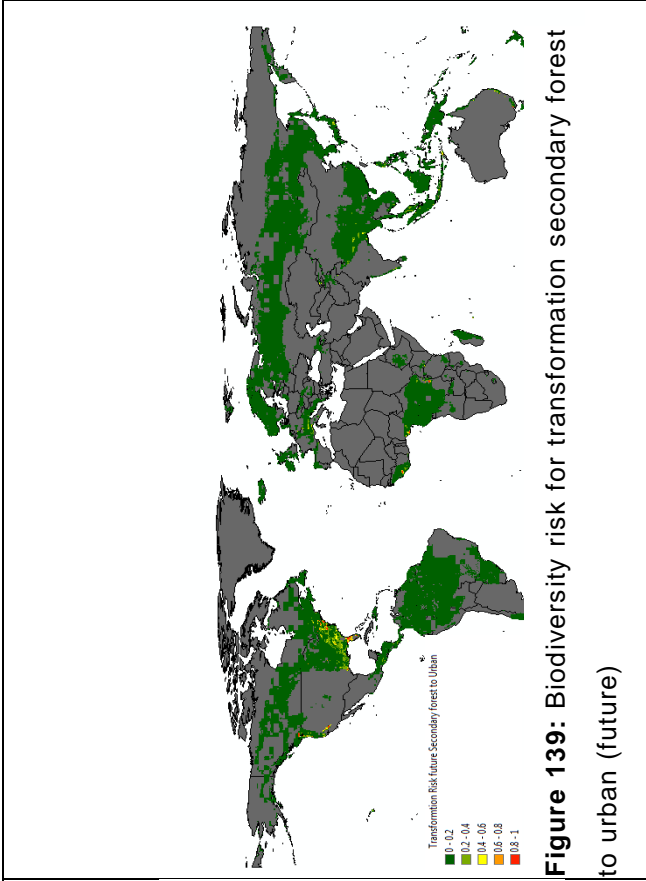 Transformtion Risk future Secondary forest to Urban
0 - 0.2
0.2 - 0.4
0.4 - 0.6
0.6 - 0.8
0.8 - 1
Figure 139: Biodiversity risk for transformation secondary forest
to urban (future)